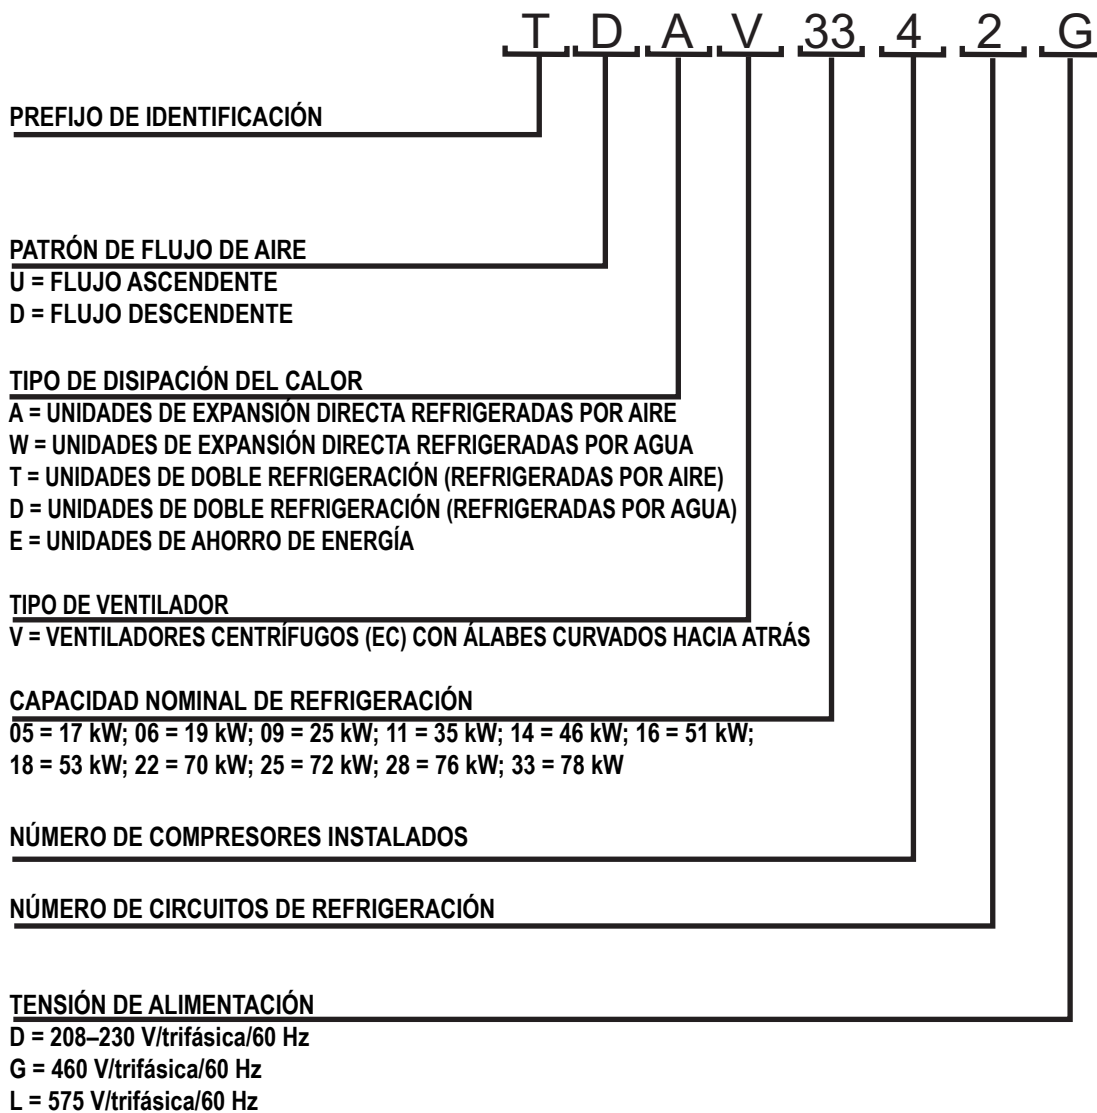 T D A V 33 4 2 G
PREFIJO DE IDENTIFICACIÓN
PATRÓN DE FLUJO DE AIRE
U = FLUJO ASCENDENTE
D = FLUJO DESCENDENTE
TIPO DE DISIPACIÓN DEL CALOR
A = UNIDADES DE EXPANSIÓN DIRECTA REFRIGERADAS POR AIRE
W = UNIDADES DE EXPANSIÓN DIRECTA REFRIGERADAS POR AGUA
T = UNIDADES DE DOBLE REFRIGERACIÓN (REFRIGERADAS POR AIRE)
D = UNIDADES DE DOBLE REFRIGERACIÓN (REFRIGERADAS POR AGUA)
E = UNIDADES DE AHORRO DE ENERGÍA
TIPO DE VENTILADOR
V = VENTILADORES CENTRÍFUGOS (EC) CON ÁLABES CURVADOS HACIA ATRÁS
CAPACIDAD NOMINAL DE REFRIGERACIÓN
05 = 17 kW; 06 = 19 kW; 09 = 25 kW; 11 = 35 kW; 14 = 46 kW; 16 = 51 kW;
18 = 53 kW; 22 = 70 kW; 25 = 72 kW; 28 = 76 kW; 33 = 78 kW
NÚMERO DE COMPRESORES INSTALADOS
NÚMERO DE CIRCUITOS DE REFRIGERACIÓN
TENSIÓN DE ALIMENTACIÓN
D = 208–230 V/trifásica/60 Hz
G = 460 V/trifásica/60 Hz
L = 575 V/trifásica/60 Hz